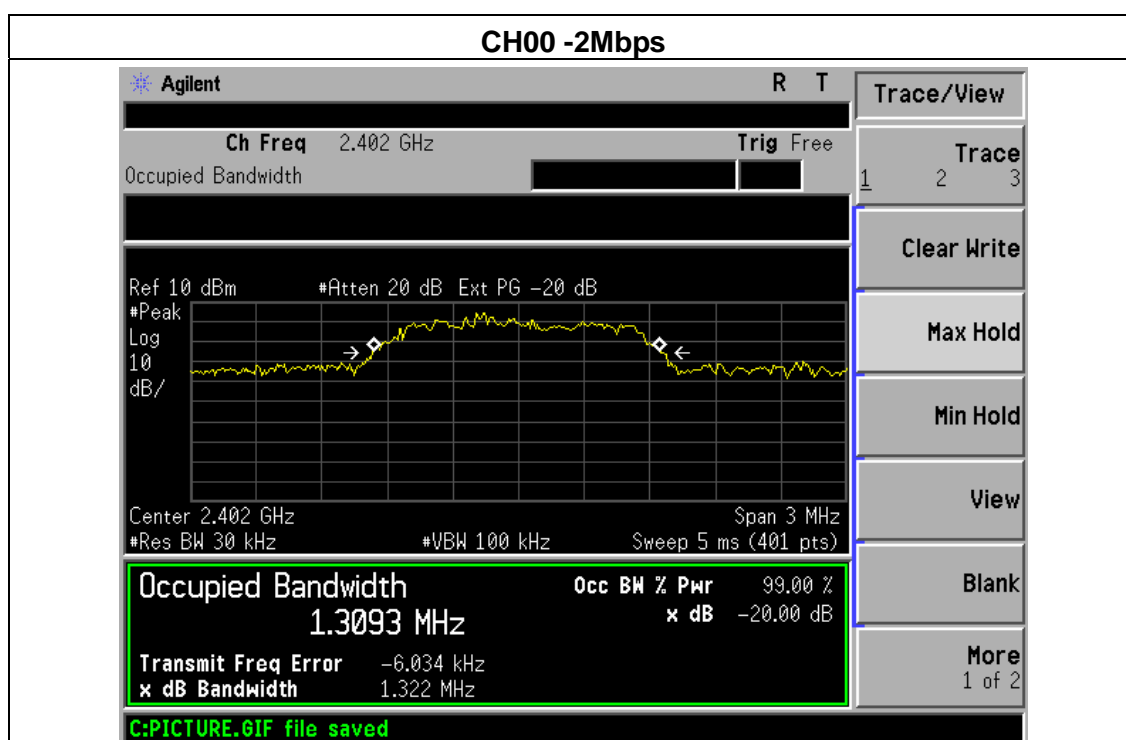 CH00 -2Mbps
Agilent R T
Trace/View
Ch Freq 2.402 GHz Trig Free
Occupied Bandwidth
Trace
1 2 3
Clear Write
Max Hold
Min Hold
View
Blank
More
1 of 2
Ref 10 dBm #Atten 20 dB Ext PG -20 dB
#Peak
Log
10
dB/
Center 2.402 GHz Span 3 MHz
#Res BW 30 kHz #VBW 100 kHz Sweep 5 ms (401 pts)
Occupied Bandwidth Occ BW % Pwr 99.00 %
1.3093 MHz x dB -20.00 dB
Transmit Freq Error -6.034 kHz
x dB Bandwidth 1.322 MHz
C:PICTURE.GIF file saved